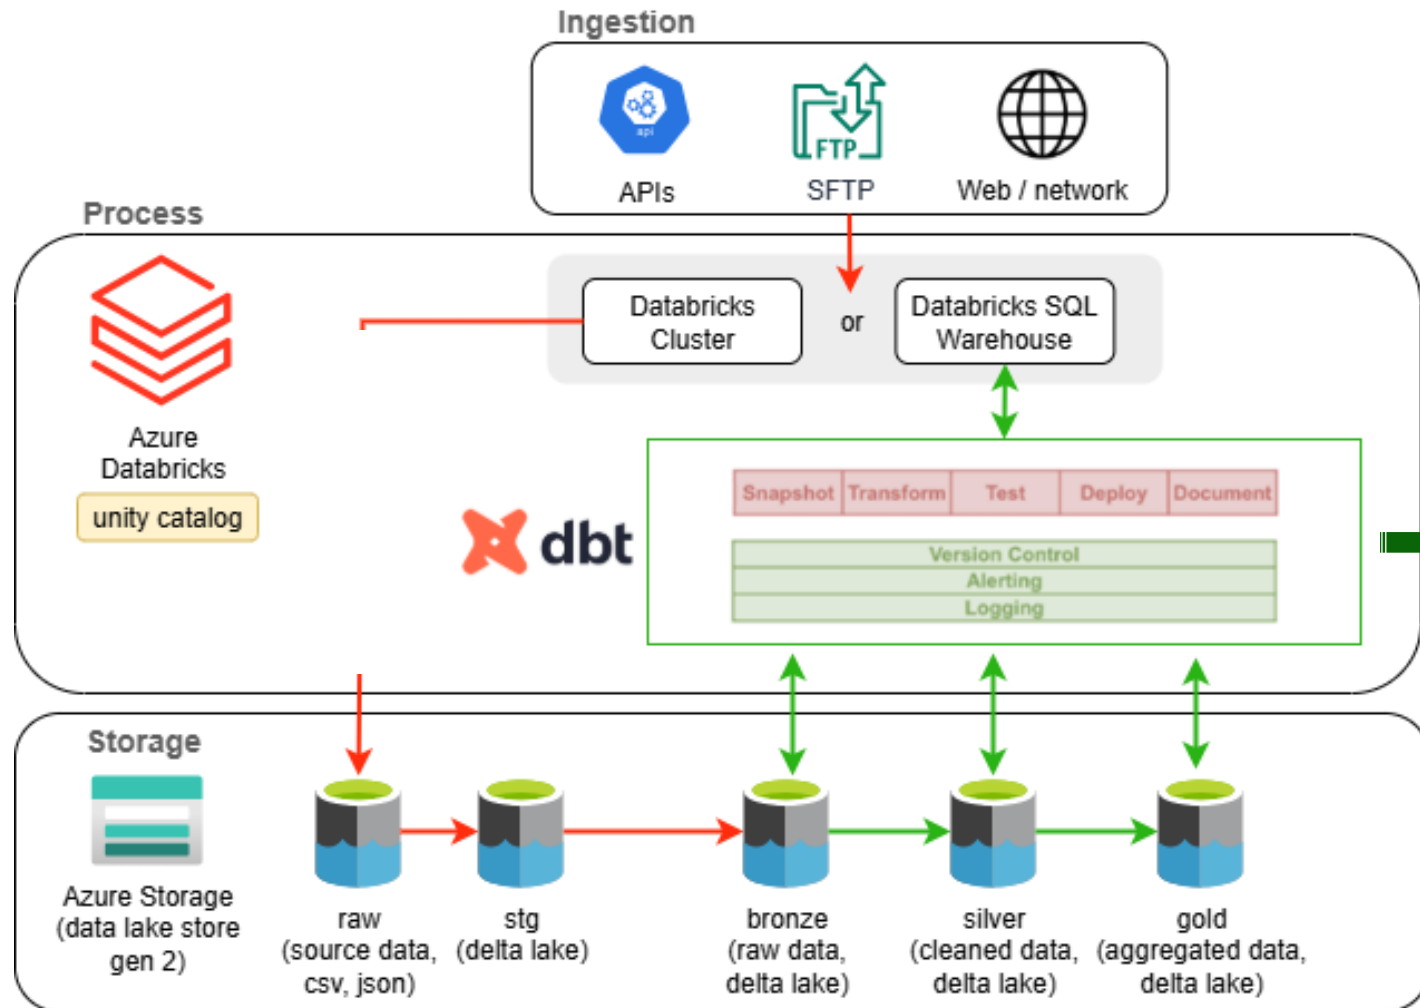 Ingestion
api
FTP
APIs
SFTP
Web / network
Process
Databricks
Cluster
or
Databricks SQL
Warehouse
Azure
Databricks
unity catalog
dbt
Snapshot
Transform
Test
Deploy
Document
Version Control
Alerting
Logging
Storage
Azure Storage
(data lake store
gen 2)
raw
(source data,
csv, json)
stg
(delta lake)
bronze
(raw data,
delta lake)
silver
(cleaned data,
delta lake)
gold
(aggregated data,
delta lake)